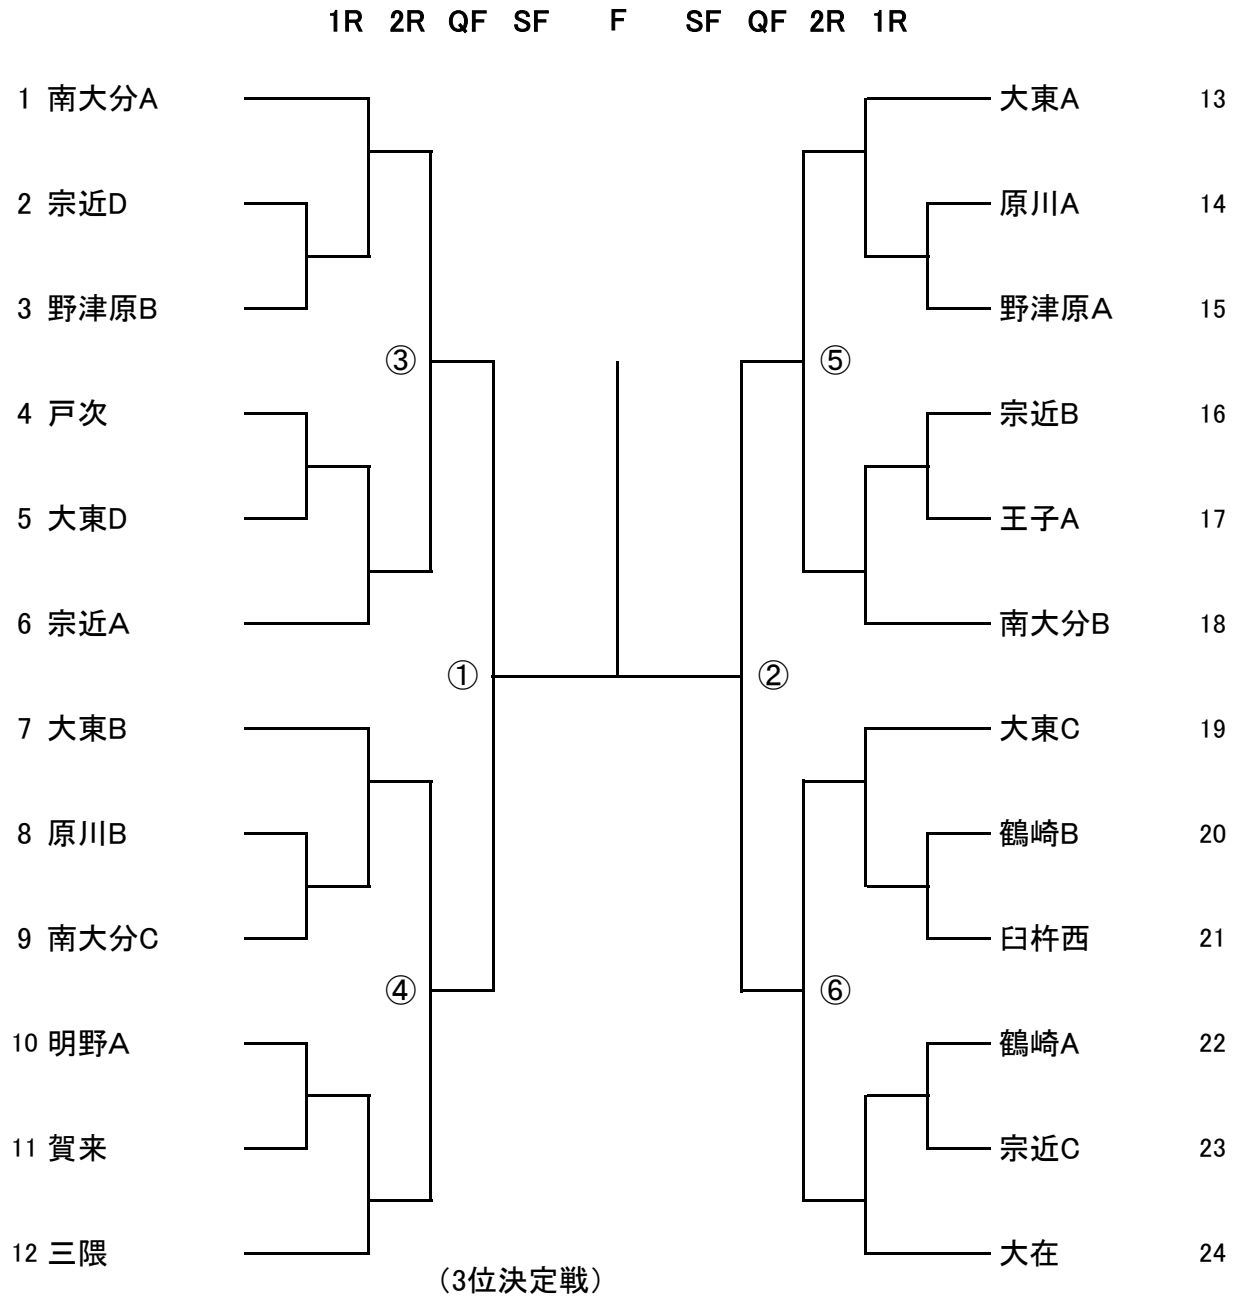 1R 2R QF SF F SF QF 2R 1R
1 南大分A 大東A 13
2 宗近D 原川A 14
3 野津原B 野津原A 15
③ ⑤
4 戸次 宗近B 16
5 大東D 王子A 17
6 宗近A 南大分B 18
① ②
7 大東B 大東C 19
8 原川B 鶴崎B 20
9 南大分C 臼杵西 21
④ ⑥
10 明野A 鶴崎A 22
11 賀来 宗近C 23
12 三隈 大在 24
（3位決定戦）